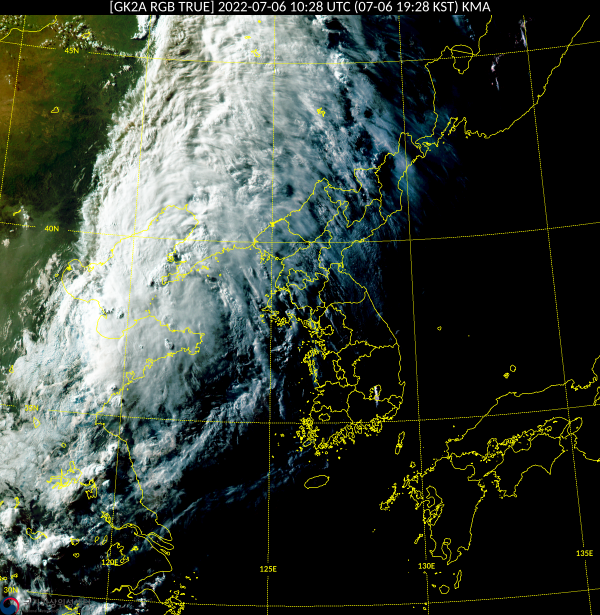 [GK2A RGB TRUE] 2022-07-06 10:28 UTC (07-06 19:28 KST) KMA
45N
40N
120E
125E
130E
135E
30N